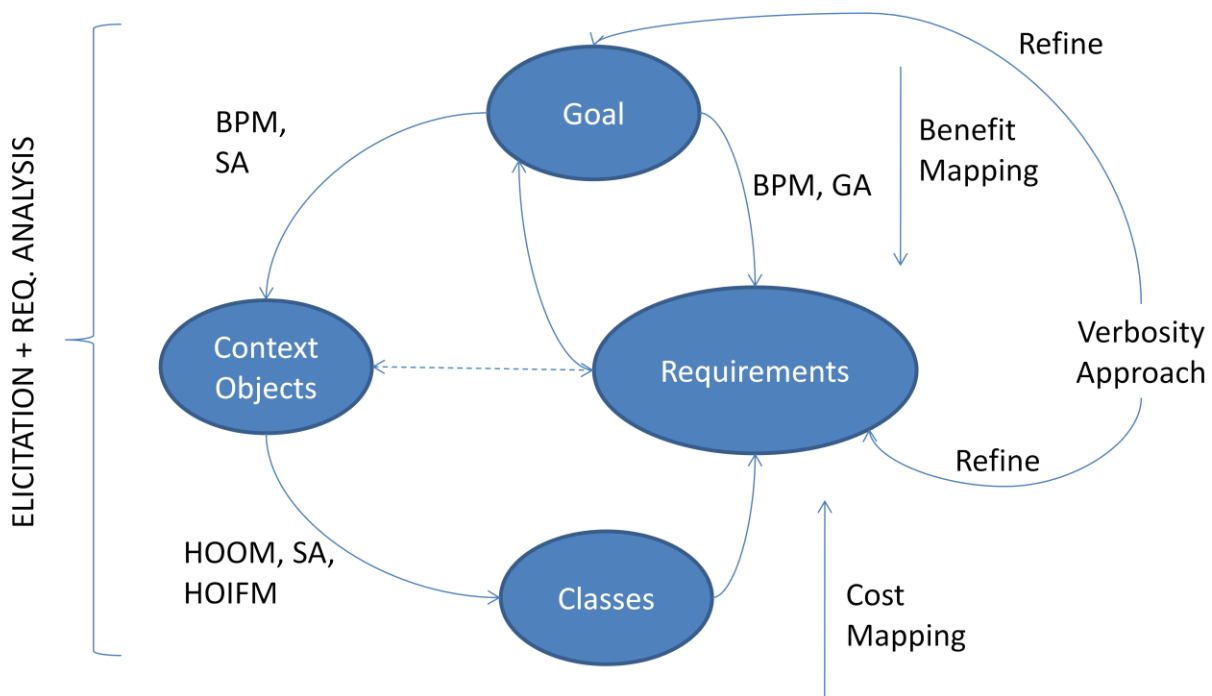 ELICITATION + REQ. ANALYSIS
Refine
Goal
BPM,
SA
Benefit
Mapping
BPM, GA
Context
Objects
Requirements
Verbosity
Approach
Refine
HOOM, SA,
HOIFM
Classes
Cost
Mapping